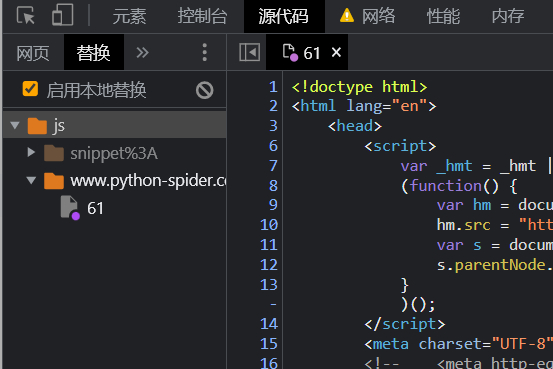 元素 控制台 源代码 网络 性能 内存
网页 替换 » 61 ×
启用本地替换
js
snippet%3A
www.python-spider.c
61
1 <!doctype html>
2 <html lang="en">
3 <head>
6 <script>
7 var _hmt = _hmt |
8 (function() {
9 var hm = docu
10 hm.src = "htt
11 var s = docum
12 s.parentNode.
13 }
- )();
14 </script>
15 <meta charset="UTF-8"
16 <!-- <meta http-eq